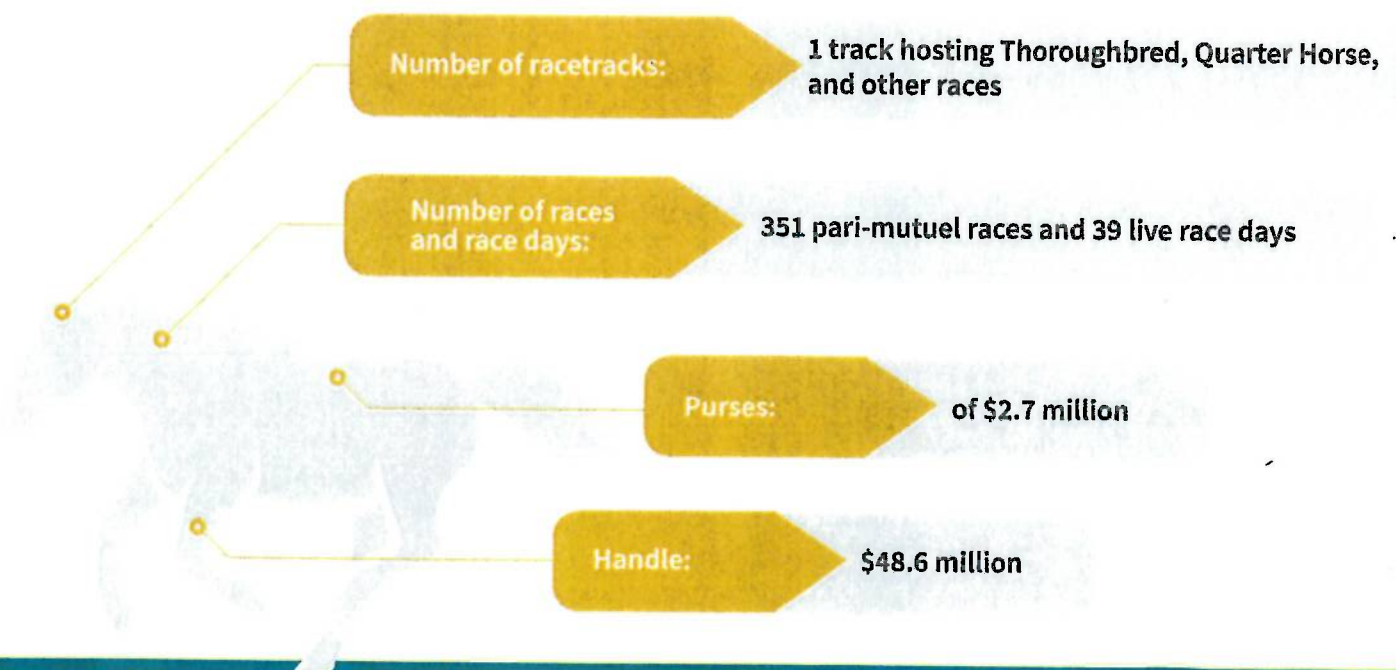 Number of racetracks:
1 track hosting Thoroughbred, Quarter Horse,
and other races
Number of races
and race days:
351 pari-mutuel races and 39 live race days
Purses:
of $2.7 million
Handle:
$48.6 million